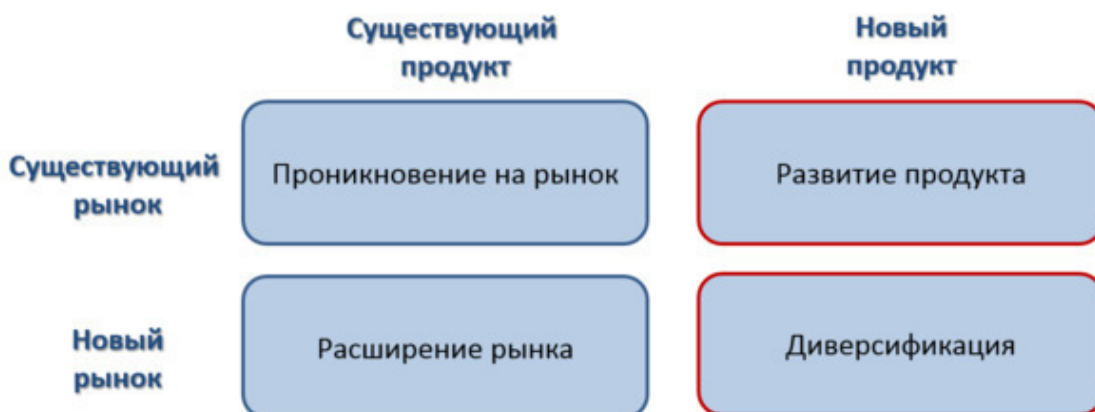 Существующий
продукт
Новый
продукт
Существующий
рынок
Проникновение на рынок
Развитие продукта
Новый
рынок
Расширение рынка
Диверсификация